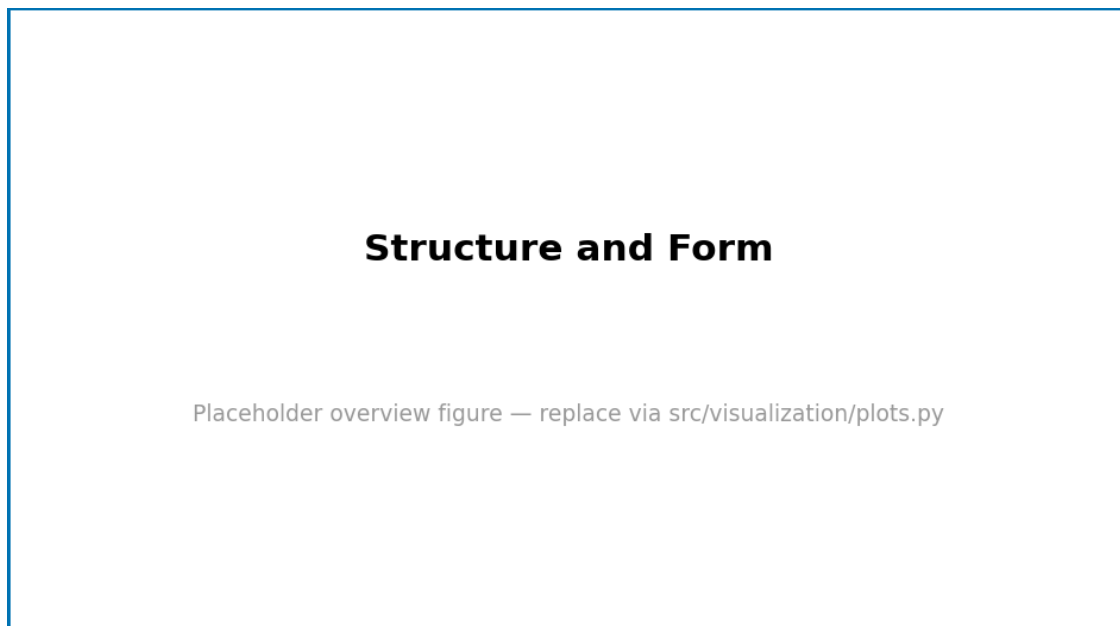 Structure and Form
Placeholder overview figure — replace via src/visualization/plots.py